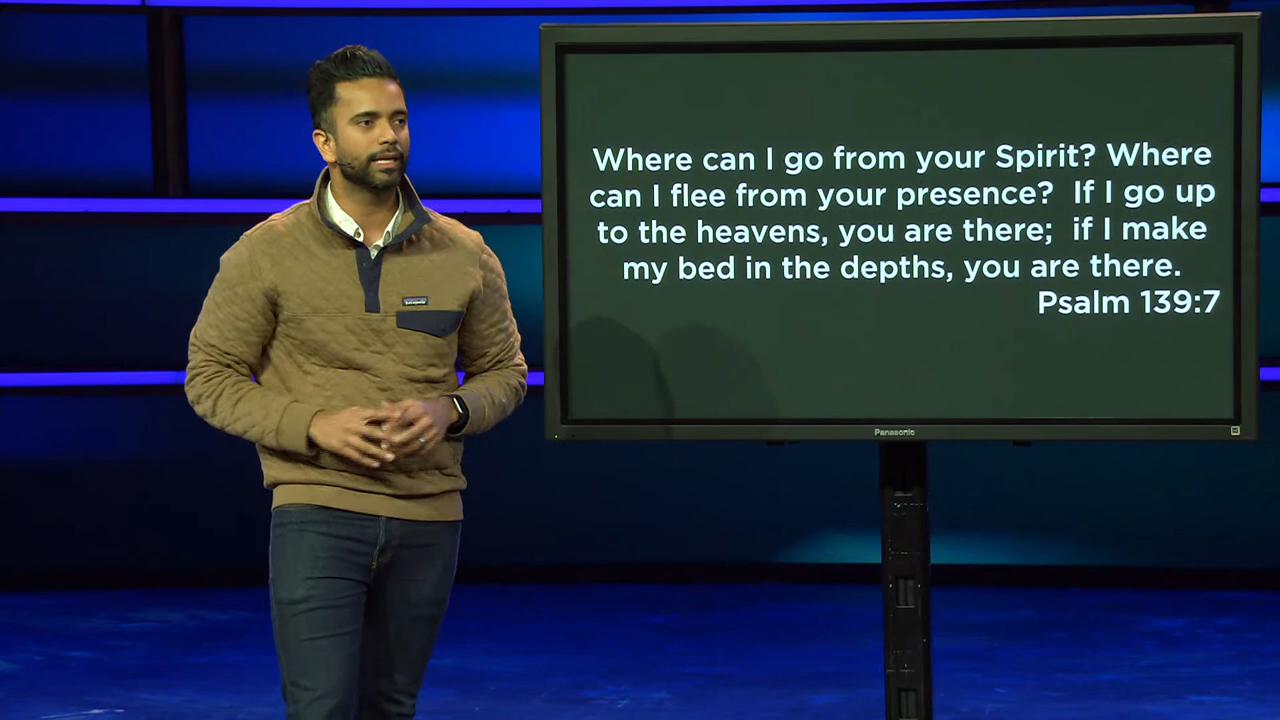 Where can I go from your Spirit? Where
can I flee from your presence?  If I go up
to the heavens, you are there;  if I make
my bed in the depths, you are there.
Psalm 139:7
Panasonic